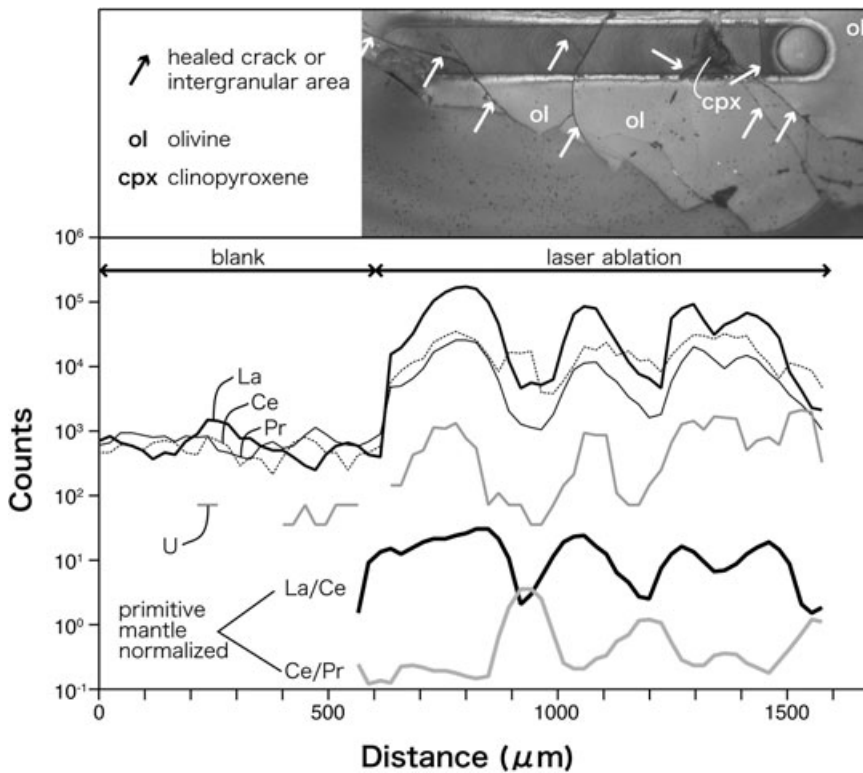 healed crack or
intergranular area
ol olivine
cpx clinopyroxene
ol
ol
ol
cpx
10⁶
10⁵
10⁴
10³
10²
10¹
10⁰
10⁻¹
Counts
blank
laser ablation
La
Ce
Pr
U
La/Ce
primitive
mantle
normalized
Ce/Pr
0
500
1000
1500
Distance (μm)